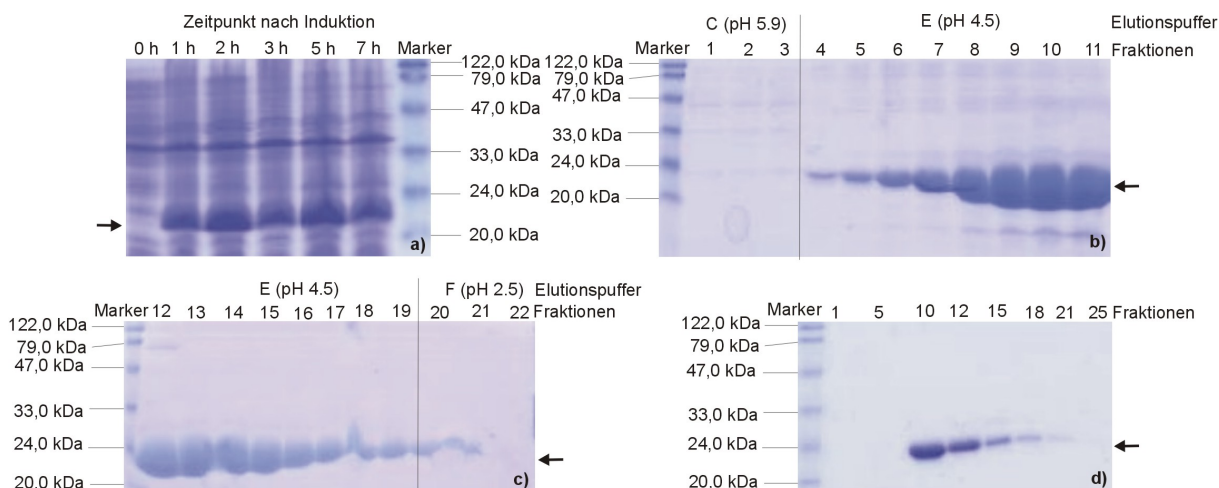 Zeitpunkt nach Induktion
0 h 1 h 2 h 3 h 5 h 7 h Marker
122,0 kDa
79,0 kDa
47,0 kDa
33,0 kDa
24,0 kDa
20,0 kDa
a)
C (pH 5.9) E (pH 4.5) Elutionspuffer
Marker 1 2 3 4 5 6 7 8 9 10 11 Fraktionen
122,0 kDa
79,0 kDa
47,0 kDa
33,0 kDa
24,0 kDa
20,0 kDa
b)
E (pH 4.5) F (pH 2.5) Elutionspuffer
Marker 12 13 14 15 16 17 18 19 20 21 22 Fraktionen
122,0 kDa
79,0 kDa
47,0 kDa
33,0 kDa
24,0 kDa
20,0 kDa
c)
Marker 1 5 10 12 15 18 21 25 Fraktionen
122,0 kDa
79,0 kDa
47,0 kDa
33,0 kDa
24,0 kDa
20,0 kDa
d)